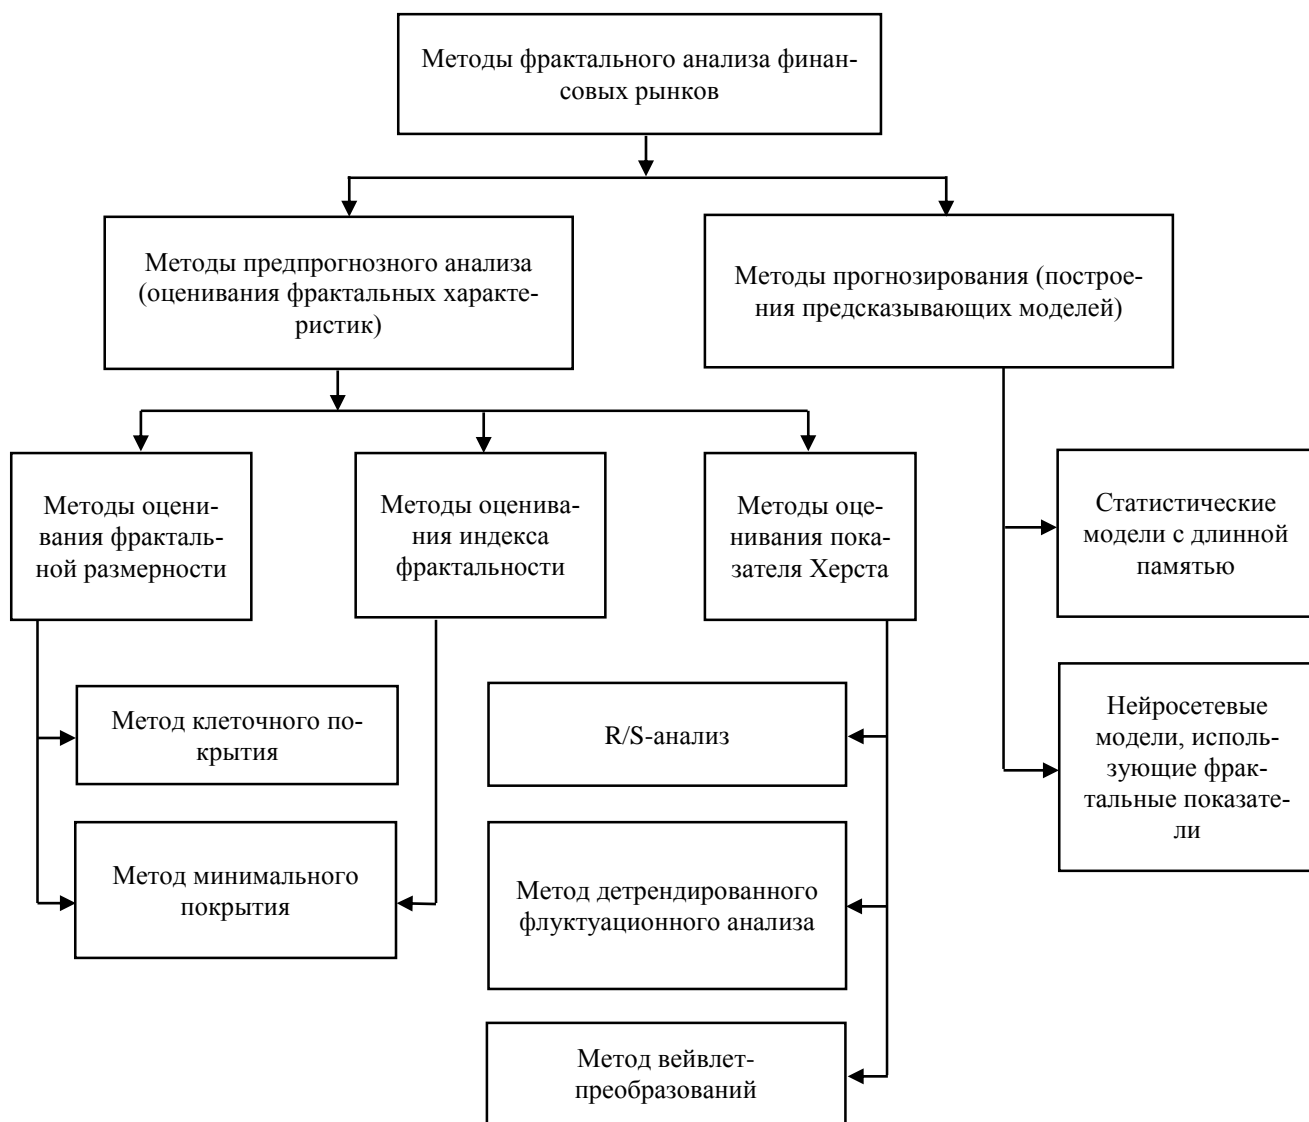 Методы фрактального анализа финан-
совых рынков
Методы предпрогнозного анализа
(оценивания фрактальных характе-
ристик)
Методы прогнозирования (построе-
ния предсказывающих моделей)
Методы оцени-
вания фракталь-
ной размерности
Методы оценива-
ния индекса
фрактальности
Методы оце-
нивания пока-
зателя Херста
Статистические
модели с длинной
памятью
Метод клеточного по-
крытия
R/S-анализ
Нейросетевые
модели, исполь-
зующие фрак-
тальные показате-
ли
Метод минимального
покрытия
Метод детрендированного
флуктуационного анализа
Метод вейвлет-
преобразований